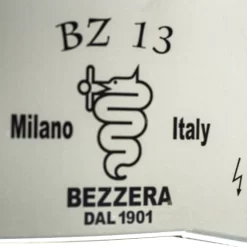 BZ 13
Milano Italy
BEZZERA
DAL 1901